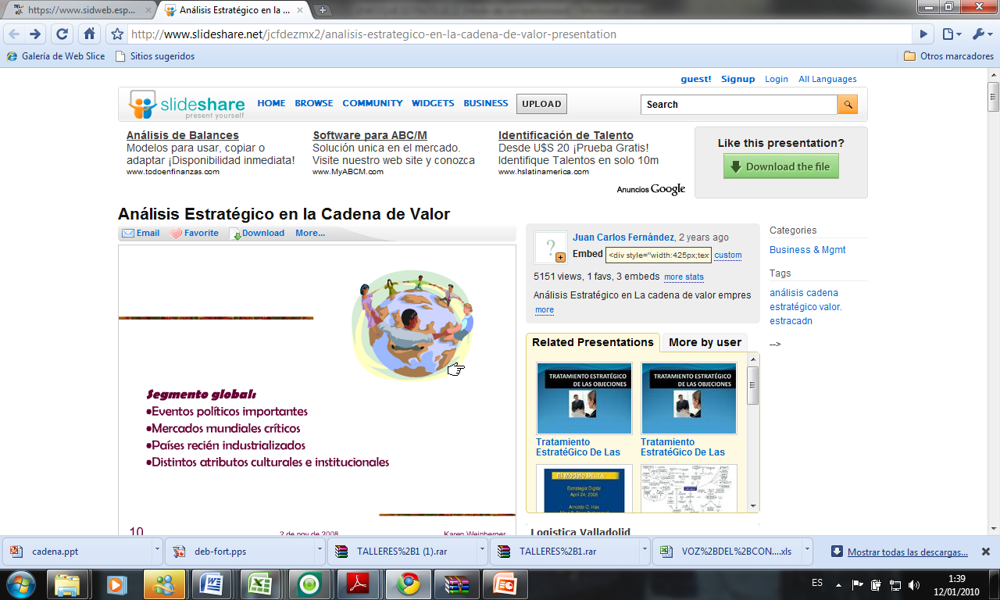 https://www.sidweb.esp...
Análisis Estratégico en la ...
http://www.slideshare.net/jcfdezmx2/analisis-estrategico-en-la-cadena-de-valor-presentation
Galería de Web Slice
Sitios sugeridos
Otros marcadores
guest! Signup Login All Languages
slideshare
present yourself
HOME BROWSE COMMUNITY WIDGETS BUSINESS UPLOAD
Search
Análisis de Balances
Modelos para usar, copiar o
adaptar ¡Disponibilidad inmediata!
www.todoenfinanzas.com
Software para ABC/M
Solución unica en el mercado.
Visite nuestro web site y conozca
www.MyABCM.com
Identificación de Talento
Desde U$S 20 ¡Prueba Gratis!
Identifique Talentos en solo 10m
www.hslatinamerica.com
Anuncios Google
Like this presentation?
Download the file
Análisis Estratégico en la Cadena de Valor
Email Favorite Download More...
Segmento global:
•Eventos políticos importantes
•Mercados mundiales críticos
•Países recién industrializados
•Distintos atributos culturales e institucionales
10 2 de nov de 2008 Karen Weinberger
?
Juan Carlos Fernández, 2 years ago
Embed <div style="width:425px;tex custom
5151 views, 1 favs, 3 embeds more stats
Análisis Estratégico en La cadena de valor empres
more
Categories
Business & Mgmt
Tags
análisis cadena
estratégico valor.
estracadn
-->
Related Presentations
More by user
TRATAMIENTO ESTRATÉGICO
DE LAS OBJECIONES
Tratamiento
EstratéGico De Las
TRATAMIENTO ESTRATÉGICO
DE LAS OBJECIONES
Tratamiento
EstratéGico De Las
El Modelo Delta:
Estrategia Digital
April 24, 2008
Arnoldo C. Hax
Logistica Valladolid
cadena.ppt
deb-fort.pps
TALLERES%2B1 (1).rar
TALLERES%2B1.rar
VOZ%2BDEL%2BCON....xls
Mostrar todas las descargas...
ES
1:39
12/01/2010